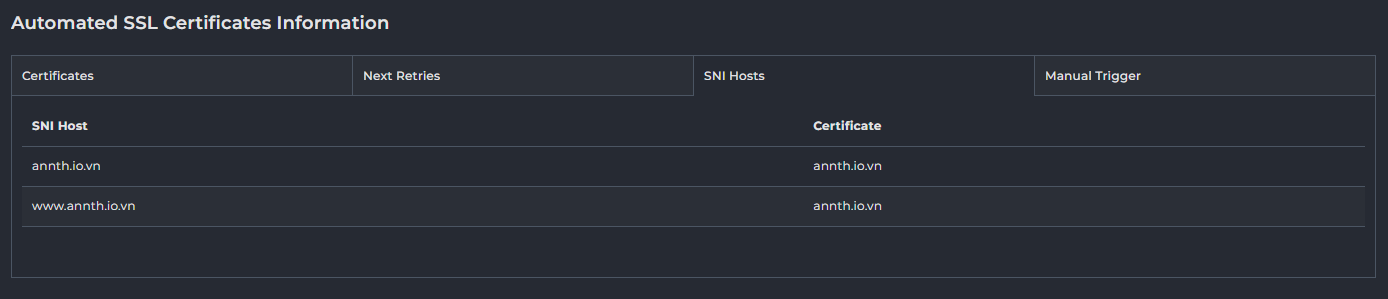 Automated SSL Certificates Information
Certificates Next Retries SNI Hosts Manual Trigger
SNI Host Certificate
annth.io.vn annth.io.vn
www.annth.io.vn annth.io.vn